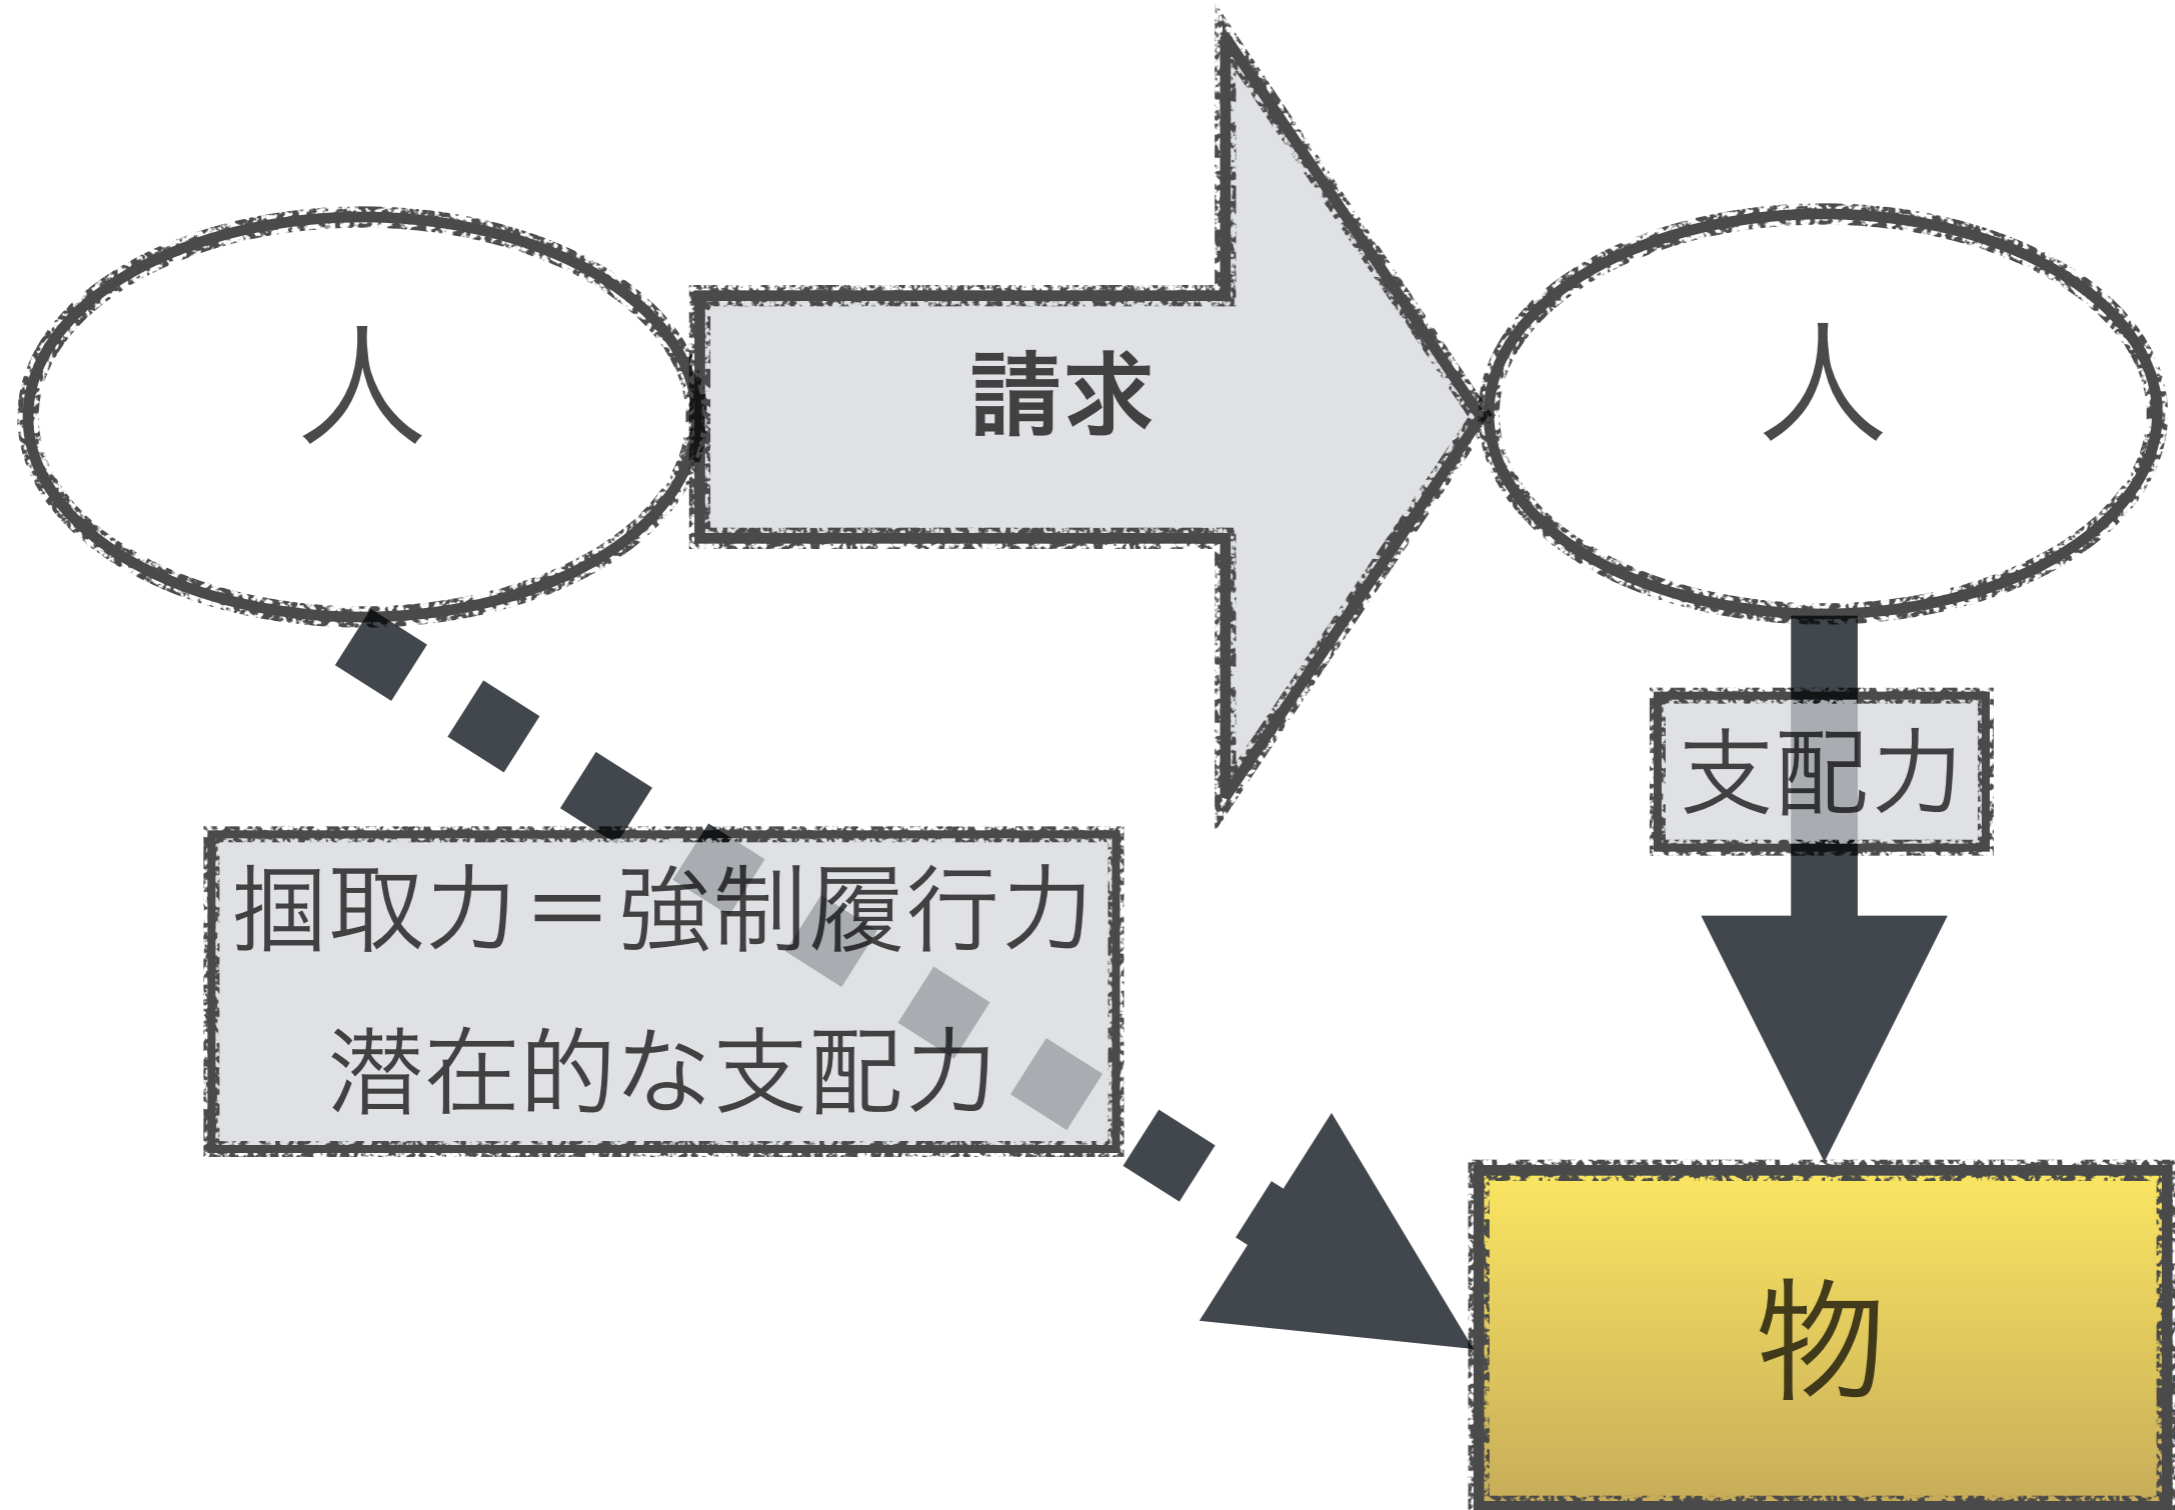 人
請求
人
支配力
掴取力＝強制履行力
潜在的な支配力
物